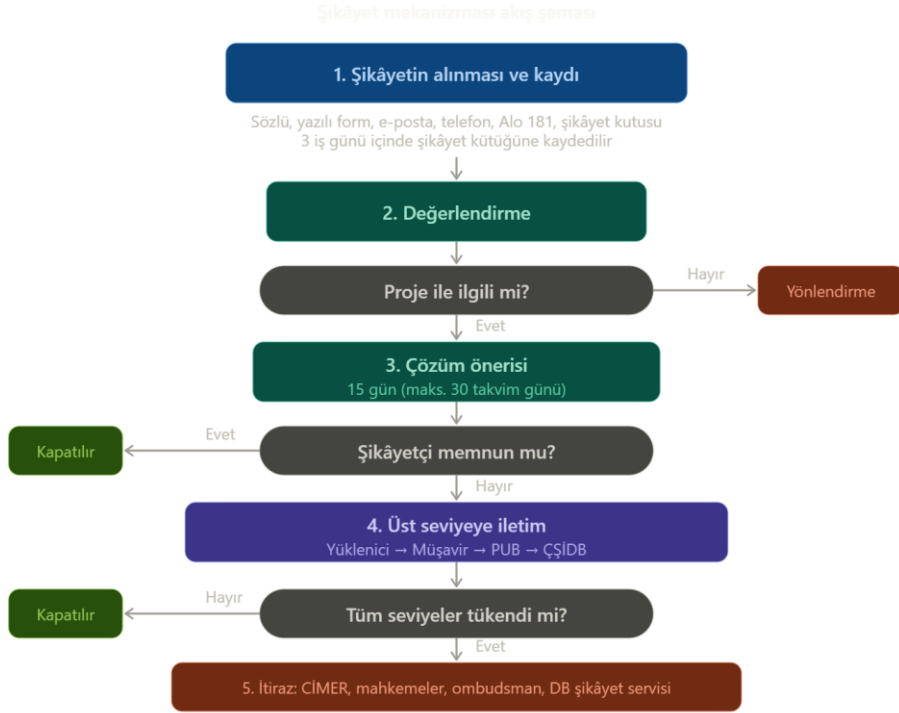 Şikâyet mekanizması akış şeması
1. Şikâyetin alınması ve kaydı
Sözlü, yazılı form, e-posta, telefon, Alo 181, şikâyet kutusu
3 iş günü içinde şikâyet kütüğüne kaydedilir
2. Değerlendirme
Proje ile ilgili mi?
Hayır
Yönlendirme
Evet
3. Çözüm önerisi
15 gün (maks. 30 takvim günü)
Şikâyetçi memnun mu?
Evet
Kapatılır
Hayır
4. Üst seviyeye iletim
Yüklenici → Müşavir → PUB → ÇŞİDB
Tüm seviyeler tükendi mi?
Hayır
Kapatılır
Evet
5. İtiraz: CİMER, mahkemeler, ombudsman, DB şikâyet servisi